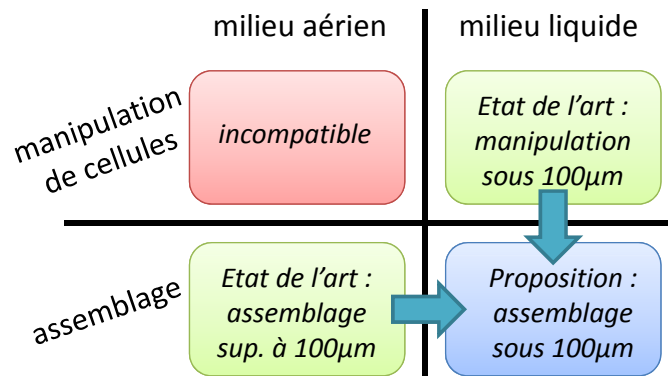 milieu aérien
milieu liquide
manipulation
de cellules
incompatible
Etat de l'art :
manipulation
sous 100µm
assemblage
Etat de l'art :
assemblage
sup. à 100µm
Proposition :
assemblage
sous 100µm